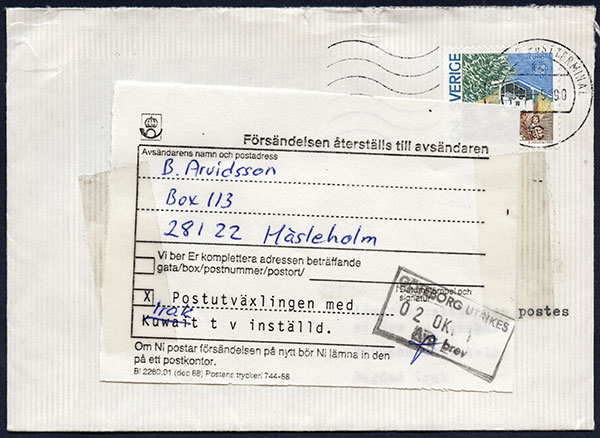 SVERIGE
Försändelsen återställs till avsändaren
Avsändarens namn och postadress
B. Arvidsson
Box 113
281 22 Hässleholm
Vi ber Er komplettera adressen beträffande
gata/box/postnummer/postort/
X Postutväxlingen med
Irak
Kuwait t v inställd.
Om Ni postar försändelsen på nytt bör Ni lämna in den
på ett postkontor.
Bl 2260.01 (dec 88) Postens tryckeri 744-88
signatur
GÖTEBORG UTRIKES
02 OKT
brev
postes